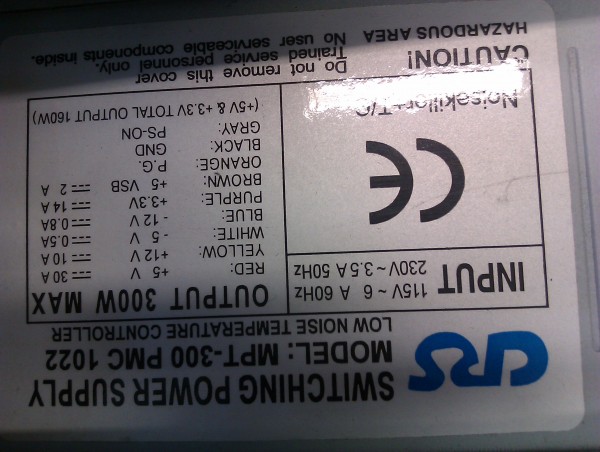 SWITCHING POWER SUPPLY
MODEL: MPT-300 PMC 1022
LOW NOISE TEMPERATURE CONTROLLER
INPUT 115V~ 6 A 60Hz
230V~ 3.5 A 50Hz
CE
Noisekiller+T/C
OUTPUT 300W MAX
RED: +5 V 30 A
YELLOW: +12 V 10 A
WHITE: - 5 V 0.5A
BLUE: - 12 V 0.8A
PURPLE: +3.3V 14 A
BROWN: +5 VSB 2 A
ORANGE: P.G.
BLACK: GND
GRAY: PS-ON
(+5V & +3.3V TOTAL OUTPUT 160W)
CAUTION!
HAZARDOUS AREA
Do not remove this cover
Trained service personnel only.
No user serviceable components inside.